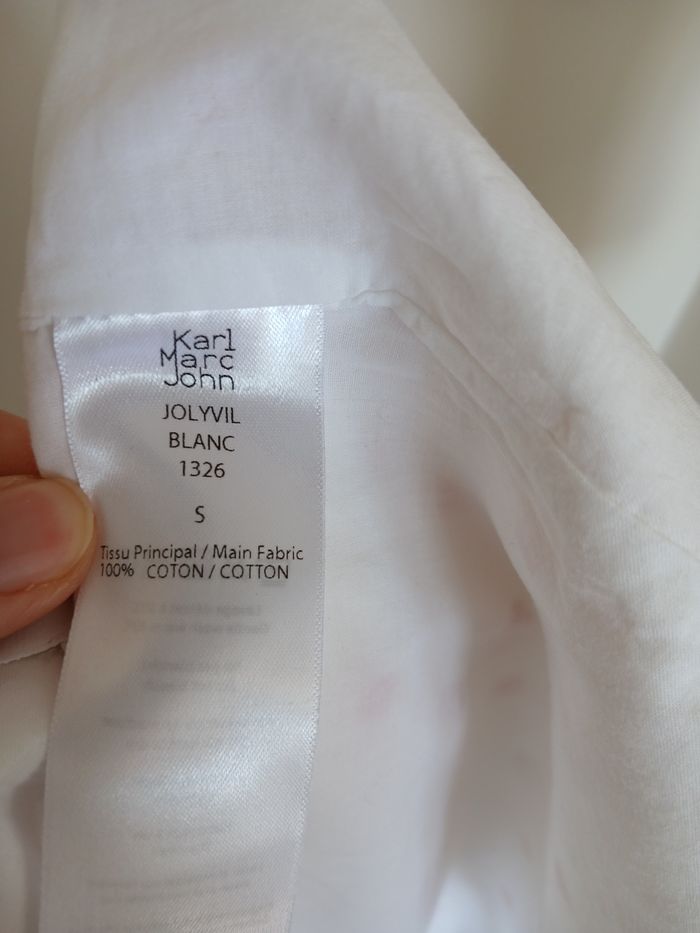 Karl
Marc
John
JOLYVIL
BLANC
1326
S
Tissu Principal / Main Fabric
100% COTON / COTTON